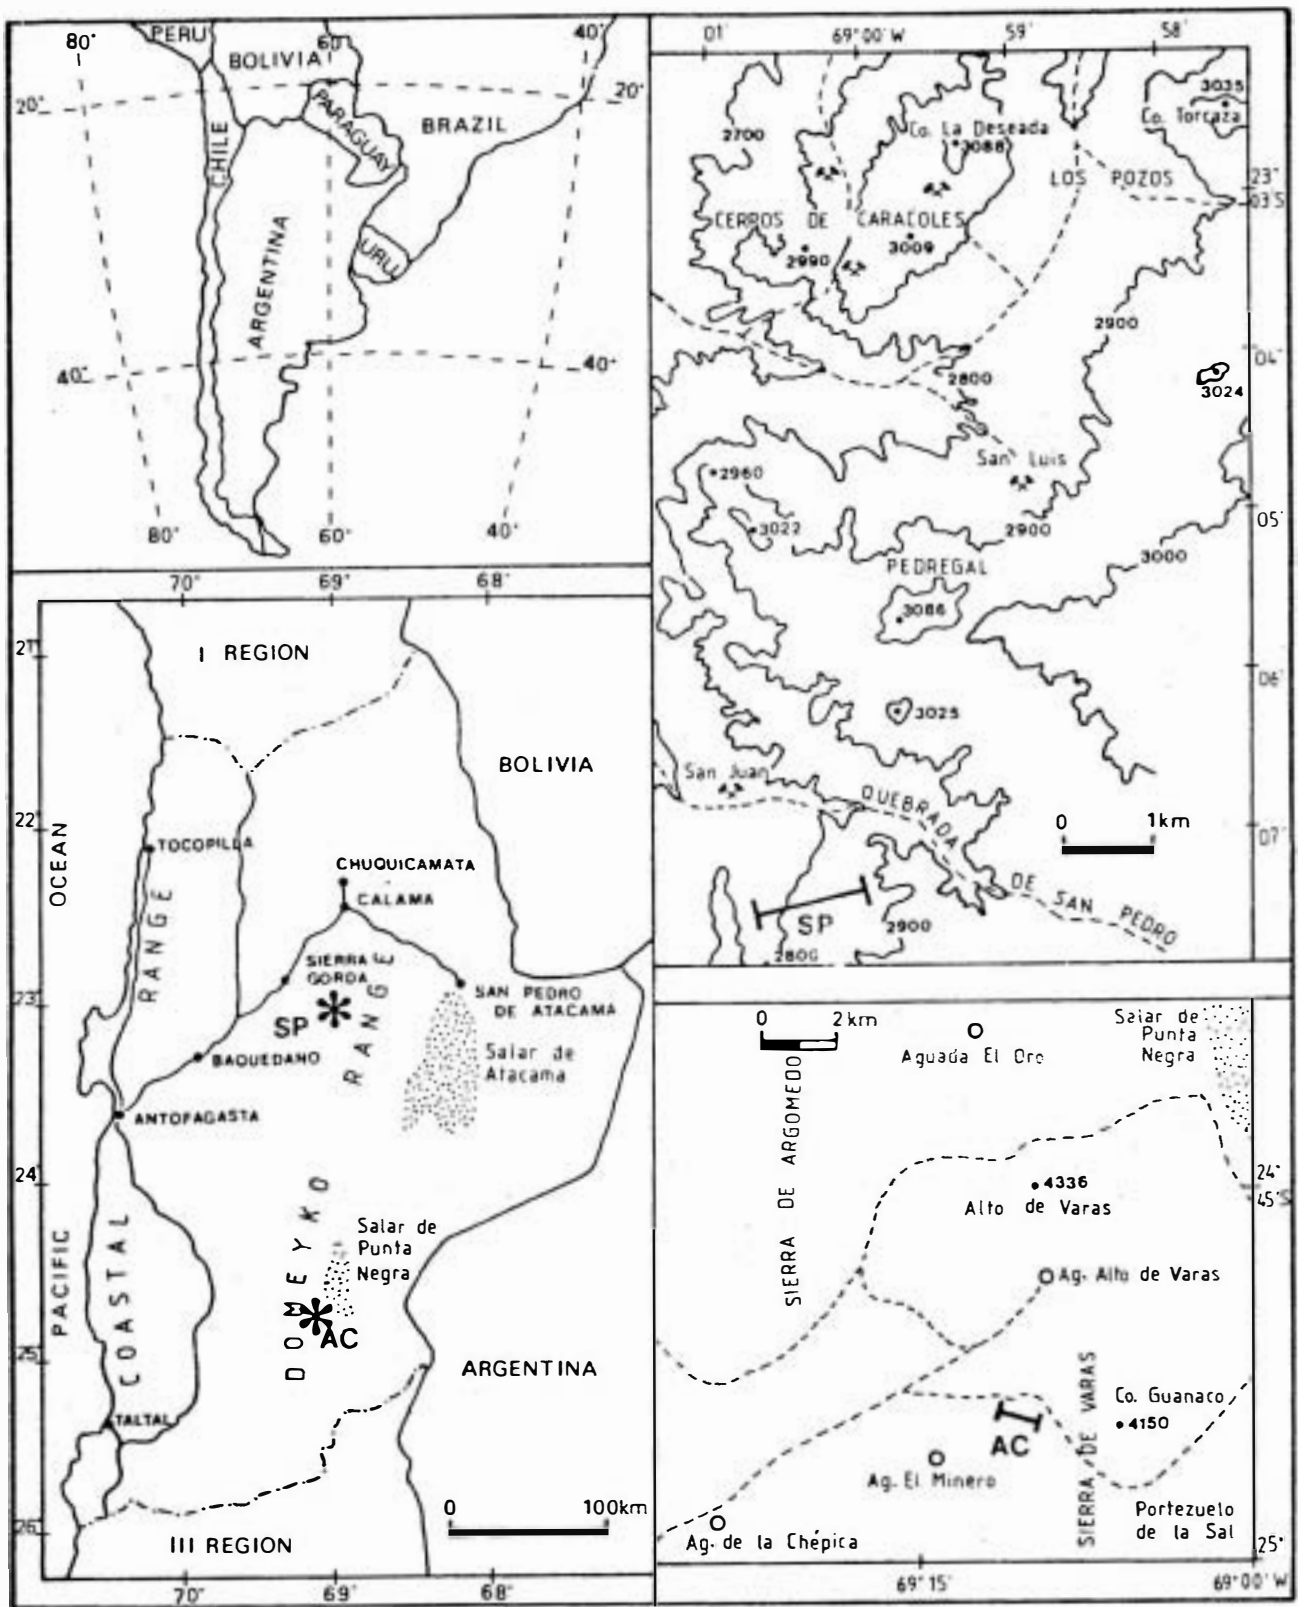 80°
PERU
60°
40°
BOLIVIA
20°
20°
PARAGUAY
BRAZIL
CHILE
ARGENTINA
URU
40°
40°
80°
60°
40°
01'
69°00' W
59'
58'
2700
3035
Co. Torcaza
Co. La Deseada
3088
LOS POZOS
23°
03'S
CERROS DE CARACOLES
2990
3009
2900
04'
2800
3024
San Luis
2960
3022
2900
05'
3000
PEDREGAL
3086
06'
3025
San Juan
QUEBRADA
DE SAN PEDRO
0 1km
07'
SP
2900
2800
70°
69°
68°
21°
I REGION
BOLIVIA
22°
OCEAN
TOCOPILLA
CHUQUICAMATA
CALAMA
RANGE
SIERRA
GORDA
RANGE
23°
SP
SAN PEDRO
DE ATACAMA
BAQUEDANO
Salar de
Atacama
ANTOFAGASTA
24°
DOMEYKO
Salar de
Punta
Negra
PACIFIC
COASTAL
AC
25°
ARGENTINA
TALTAL
0 100km
26°
III REGION
70°
69°
68°
0 2km
Aguada El Oro
Salar de
Punta
Negra
SIERRA DE ARGOMEDO
4336
Alto de Varas
24°
45'S
Ag. Alto de Varas
SIERRA DE VARAS
Co. Guanaco
4150
AC
Ag. El Minero
Portezuelo
de la Sal
Ag. de la Chépica
25°
69°15'
69°00' W